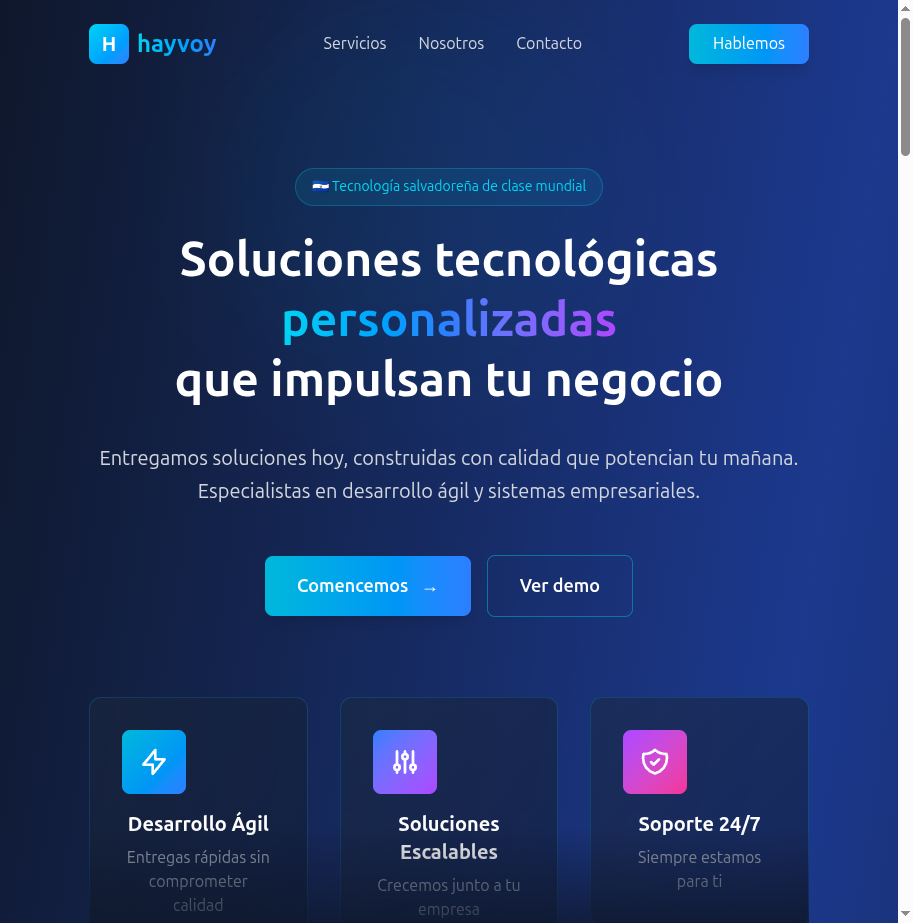 H hayvoy Servicios Nosotros Contacto Hablemos
🇸🇻 Tecnología salvadoreña de clase mundial
Soluciones tecnológicas
personalizadas
que impulsan tu negocio
Entregamos soluciones hoy, construidas con calidad que potencian tu mañana.
Especialistas en desarrollo ágil y sistemas empresariales.
Comencemos → Ver demo
Desarrollo Ágil
Entregas rápidas sin
comprometer
calidad
Soluciones
Escalables
Crecemos junto a tu
empresa
Soporte 24/7
Siempre estamos
para ti